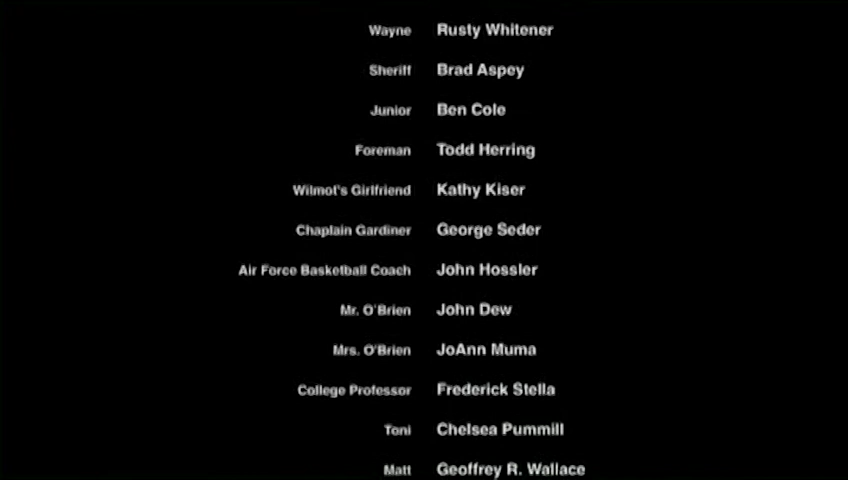 Wayne Rusty Whitener
Sheriff Brad Aspey
Junior Ben Cole
Foreman Todd Herring
Wilmot's Girlfriend Kathy Kiser
Chaplain Gardiner George Seder
Air Force Basketball Coach John Hossler
Mr. O'Brien John Dew
Mrs. O'Brien JoAnn Muma
College Professor Frederick Stella
Toni Chelsea Pummill
Matt Geoffrey R. Wallace